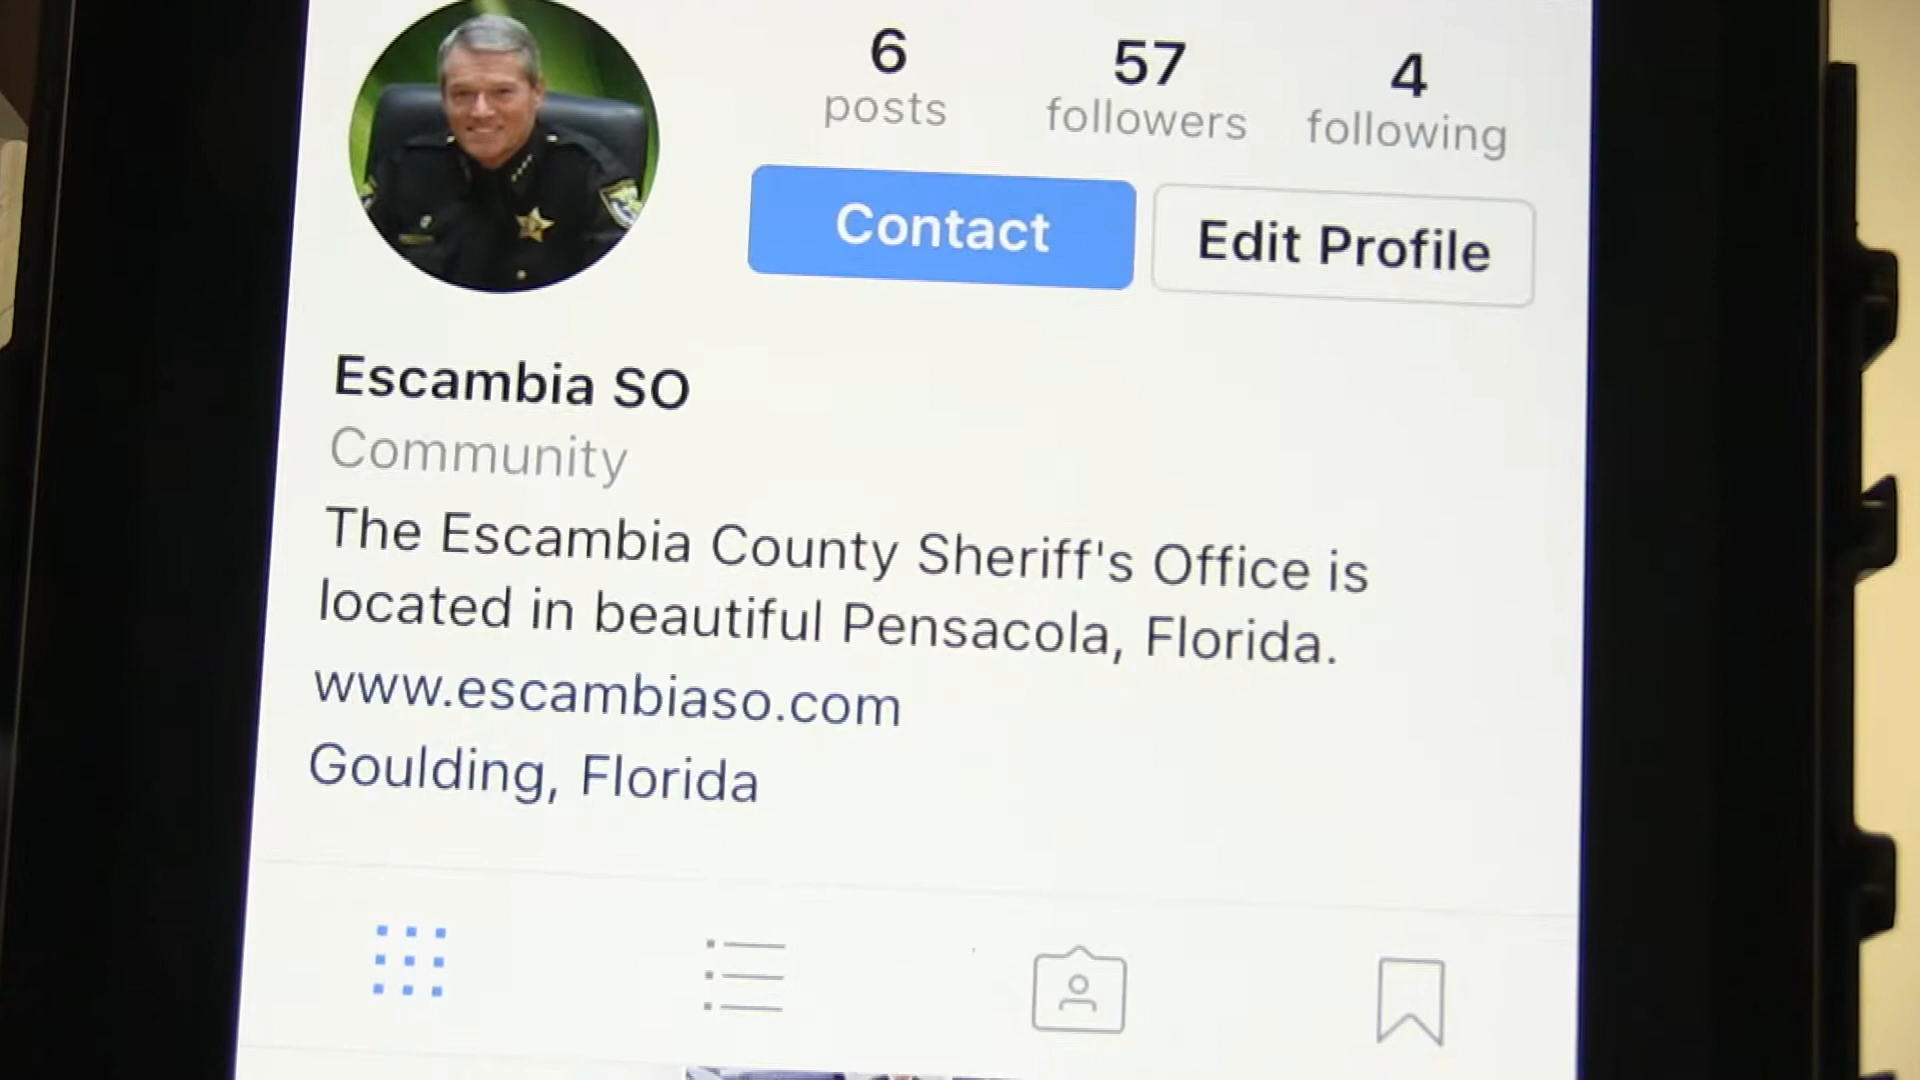 6 57 4
posts followers following
Contact Edit Profile
Escambia SO
Community
The Escambia County Sheriff's Office is
located in beautiful Pensacola, Florida.
www.escambiaso.com
Goulding, Florida